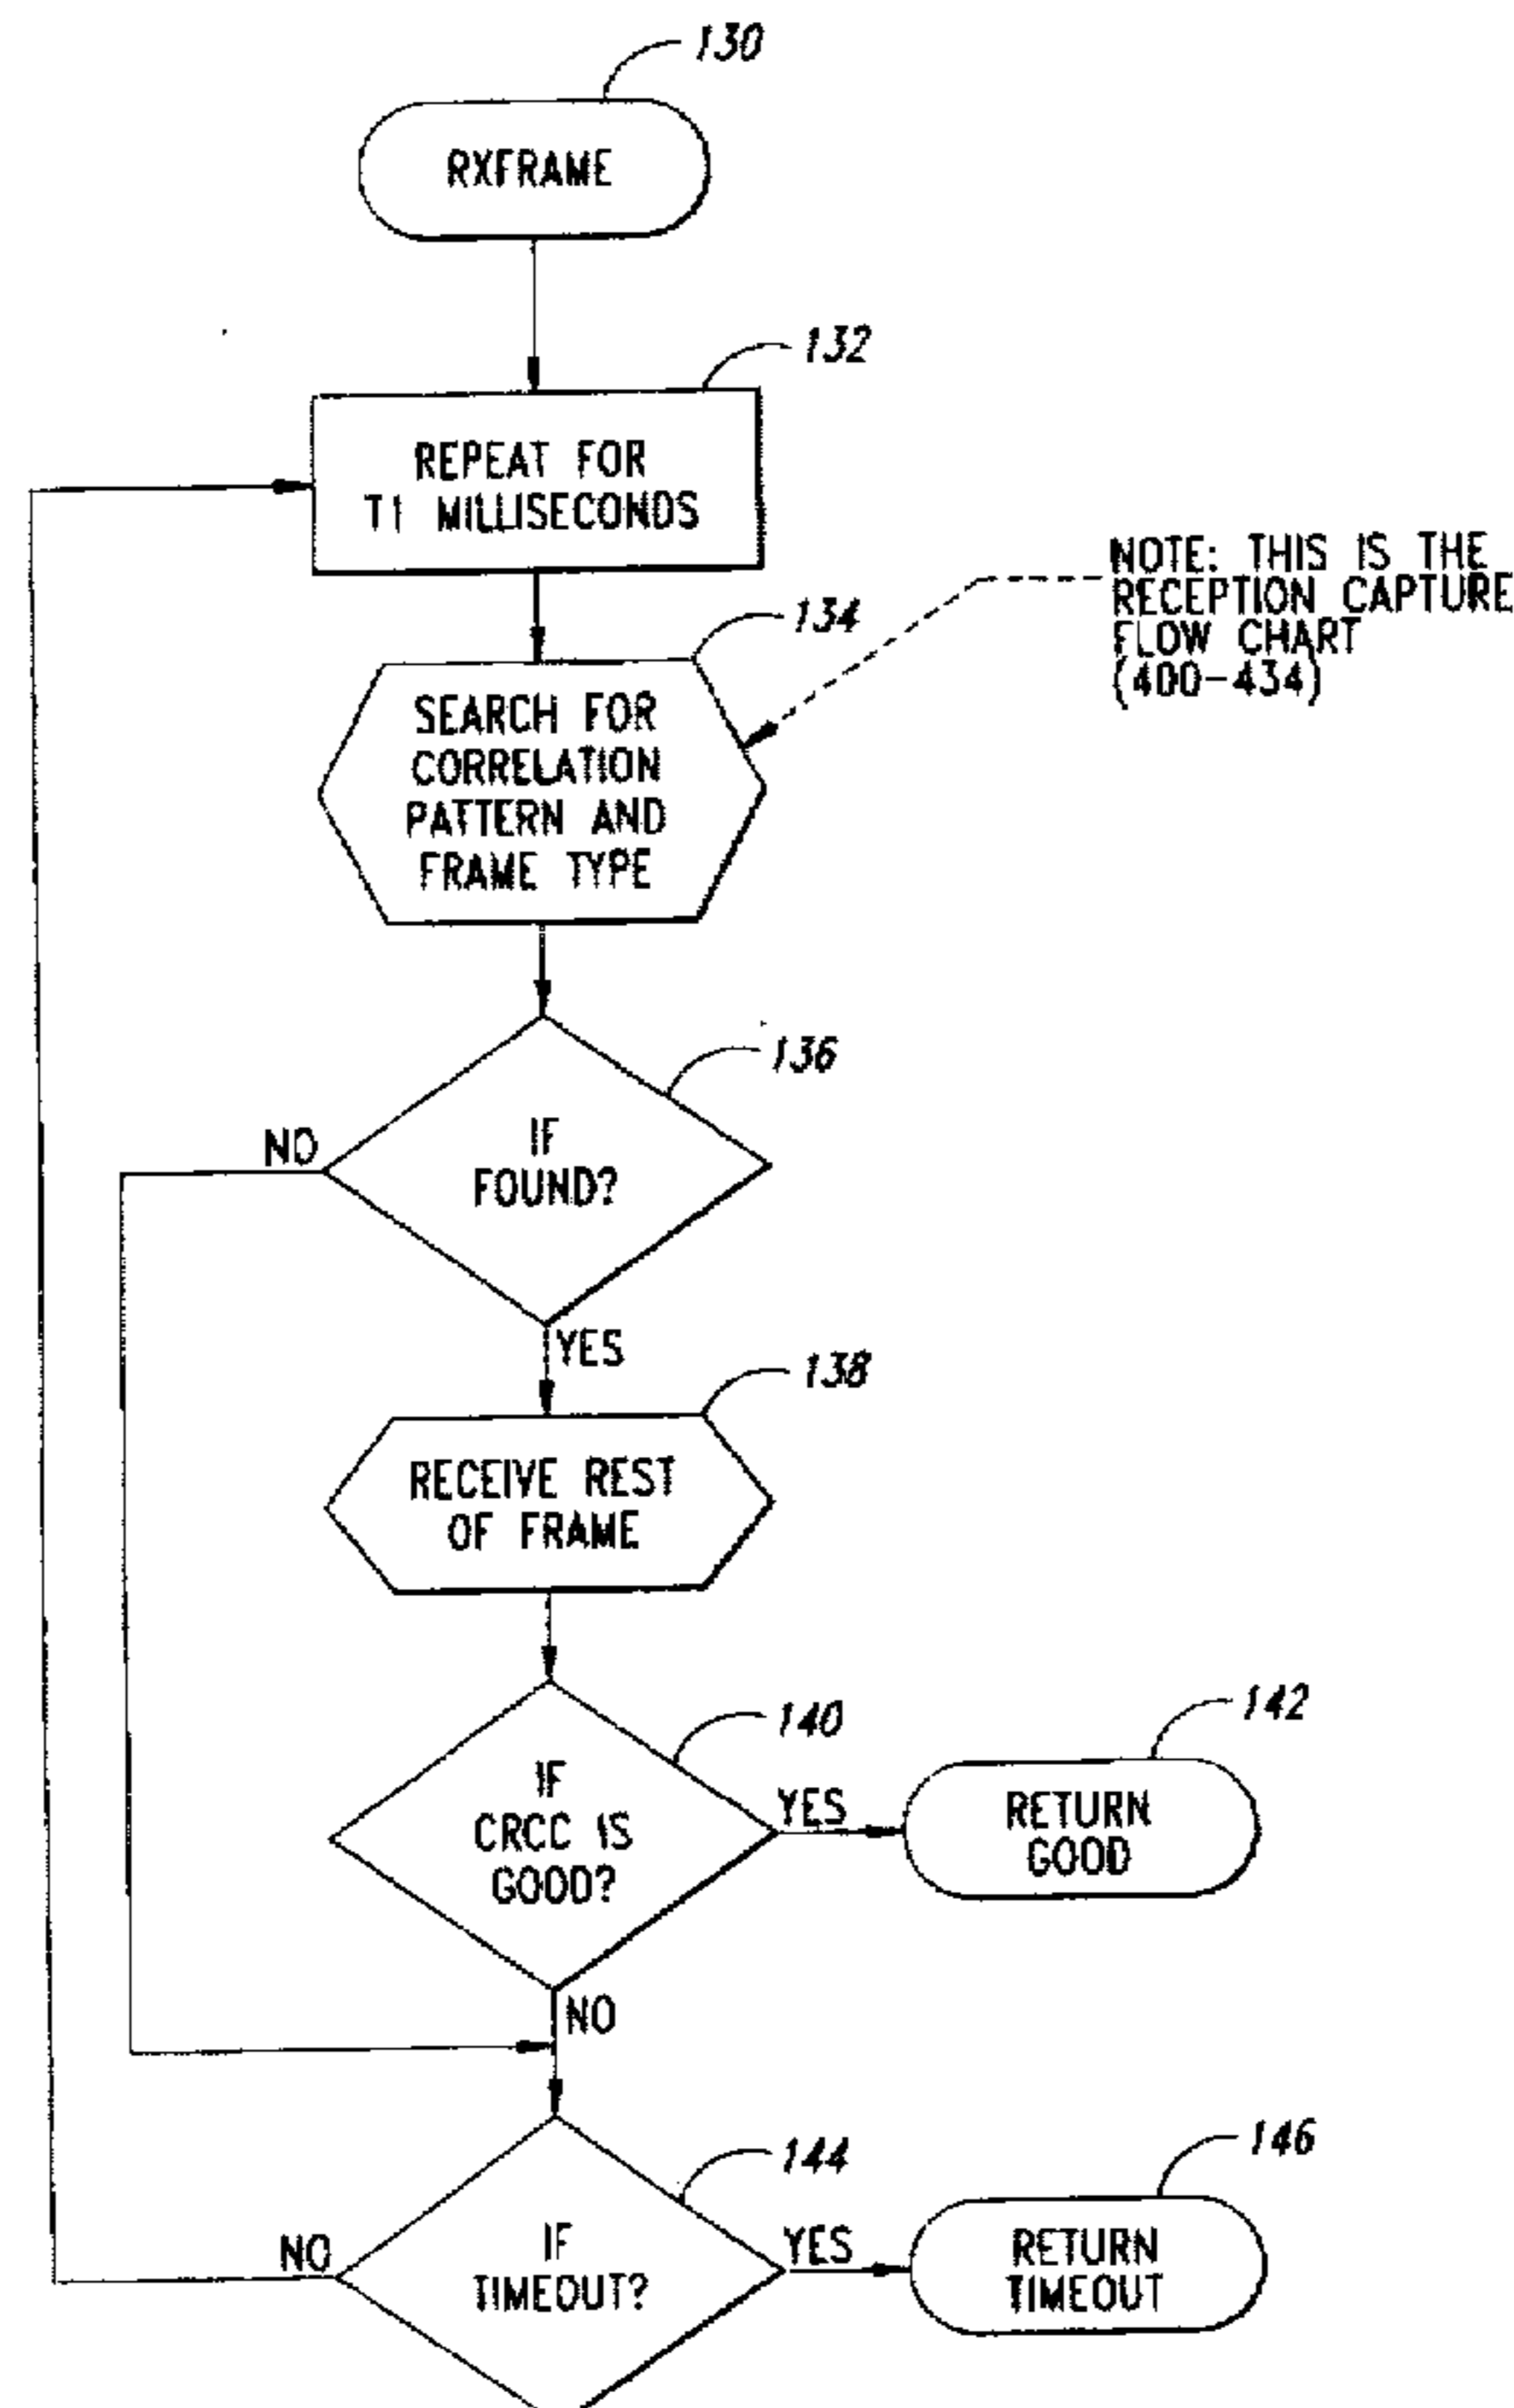 130
RXFRAME
132
REPEAT FOR
T1 MILLISECONDS
NOTE: THIS IS THE
RECEPTION CAPTURE
FLOW CHART
(400-434)
134
SEARCH FOR
CORRELATION
PATTERN AND
FRAME TYPE
136
IF
FOUND?
NO
YES
138
RECEIVE REST
OF FRAME
140
IF
CRCC IS
GOOD?
YES
142
RETURN
GOOD
NO
144
IF
TIMEOUT?
NO
YES
146
RETURN
TIMEOUT